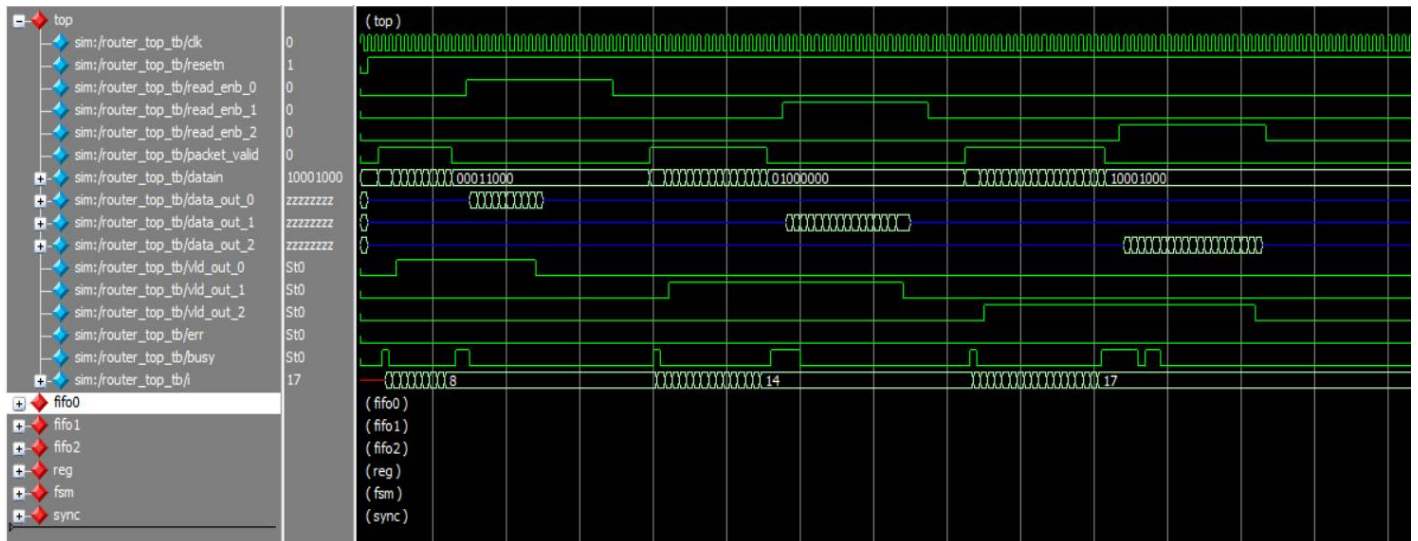 top (top)
sim:/router_top_tb/clk 0
sim:/router_top_tb/resetn 1
sim:/router_top_tb/read_enb_0 0
sim:/router_top_tb/read_enb_1 0
sim:/router_top_tb/read_enb_2 0
sim:/router_top_tb/packet_valid 0
sim:/router_top_tb/datain 10001000 00011000 01000000 10001000
sim:/router_top_tb/data_out_0 zzzzzzzz
sim:/router_top_tb/data_out_1 zzzzzzzz
sim:/router_top_tb/data_out_2 zzzzzzzz
sim:/router_top_tb/vld_out_0 St0
sim:/router_top_tb/vld_out_1 St0
sim:/router_top_tb/vld_out_2 St0
sim:/router_top_tb/err St0
sim:/router_top_tb/busy St0
sim:/router_top_tb/i 17 8 14 17
fifo0 (fifo0)
fifo1 (fifo1)
fifo2 (fifo2)
reg (reg)
fsm (fsm)
sync (sync)